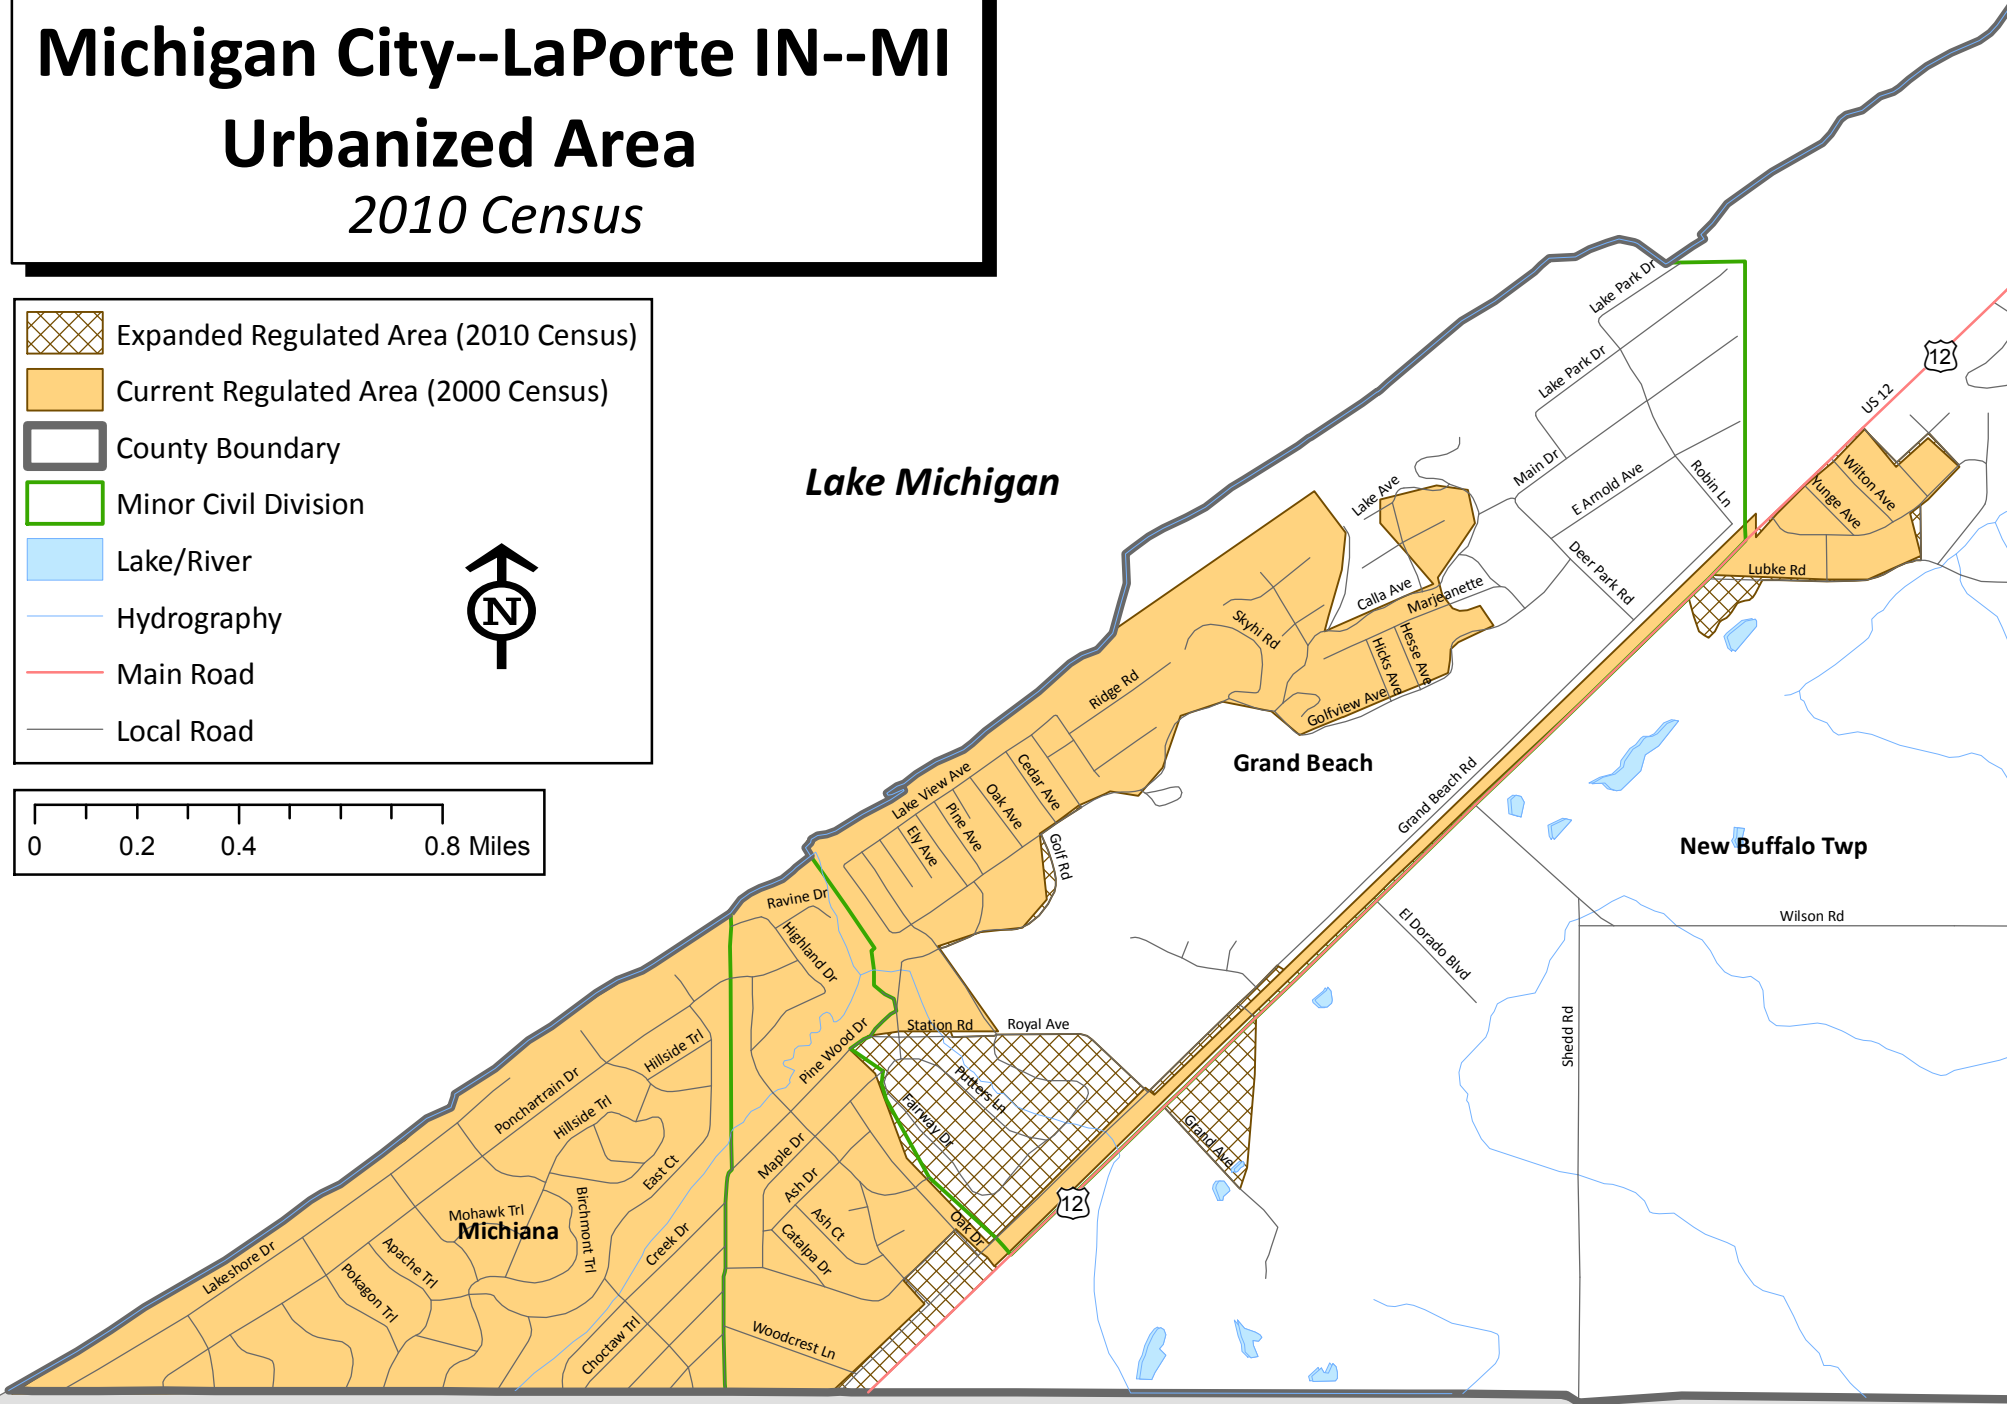 Michigan City--LaPorte IN--MI
Urbanized Area
2010 Census
Expanded Regulated Area (2010 Census)
Current Regulated Area (2000 Census)
County Boundary
Minor Civil Division
Lake/River
Hydrography
Main Road
Local Road
N
0 0.2 0.4 0.8 Miles
Lake Michigan
Lake Park Dr
Lake Park Dr
12
US 12
Main Dr
E Arnold Ave
Robin Ln
Deer Park Rd
Wilton Ave
Yunge Ave
Lubke Rd
Lake Ave
Calla Ave
Marjeanette
Skyhi Rd
Hesse Ave
Hicks Ave
Golfview Ave
Ridge Rd
Grand Beach
Grand Beach Rd
New Buffalo Twp
Lake View Ave
Cedar Ave
Oak Ave
Pine Ave
Ely Ave
Golf Rd
Ravine Dr
Highland Dr
Wilson Rd
El Dorado Blvd
Shedd Rd
Station Rd
Royal Ave
Pine Wood Dr
Putters Ln
Fairway Dr
Grand Ave
12
Oak Dr
Hillside Trl
Ponchartrain Dr
Hillside Trl
East Ct
Maple Dr
Ash Dr
Ash Ct
Catalpa Dr
Mohawk Trl
Michiana
Birchmont Trl
Creek Dr
Lakeshore Dr
Apache Trl
Pokagon Trl
Choctaw Trl
Woodcrest Ln